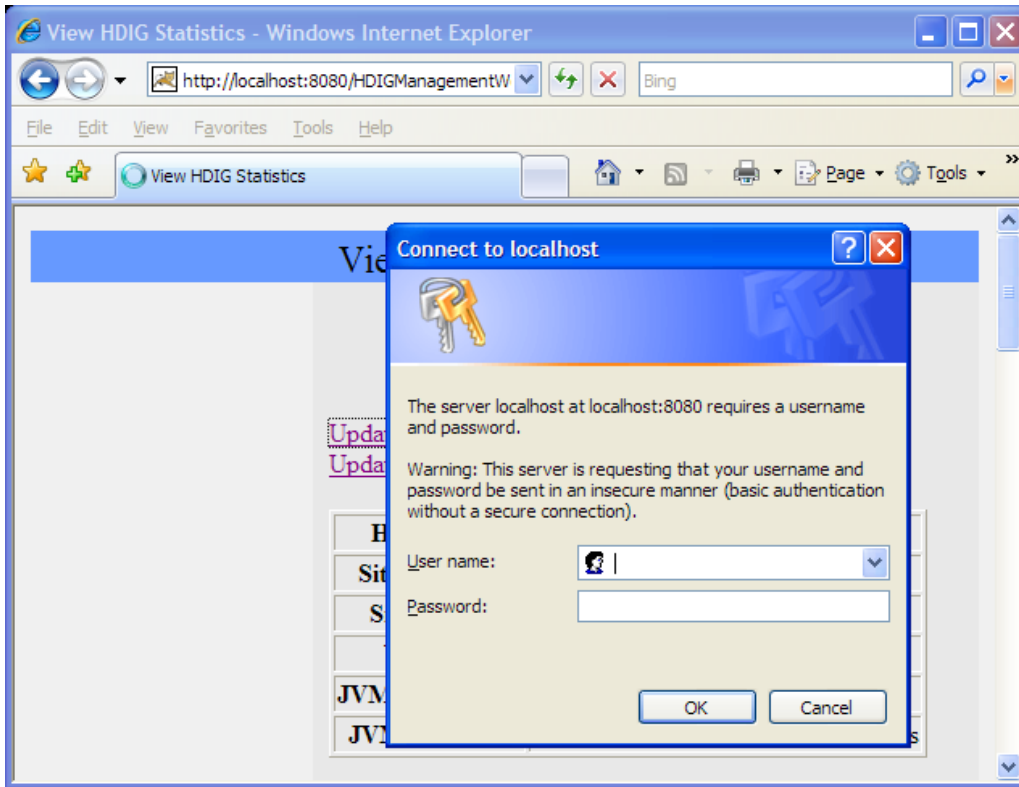 View HDIG Statistics - Windows Internet Explorer
http://localhost:8080/HDIGManagementW
Bing
File Edit View Favorites Tools Help
View HDIG Statistics
Page Tools
Connect to localhost
The server localhost at localhost:8080 requires a username
and password.
Warning: This server is requesting that your username and
password be sent in an insecure manner (basic authentication
without a secure connection).
User name:
Password:
OK Cancel